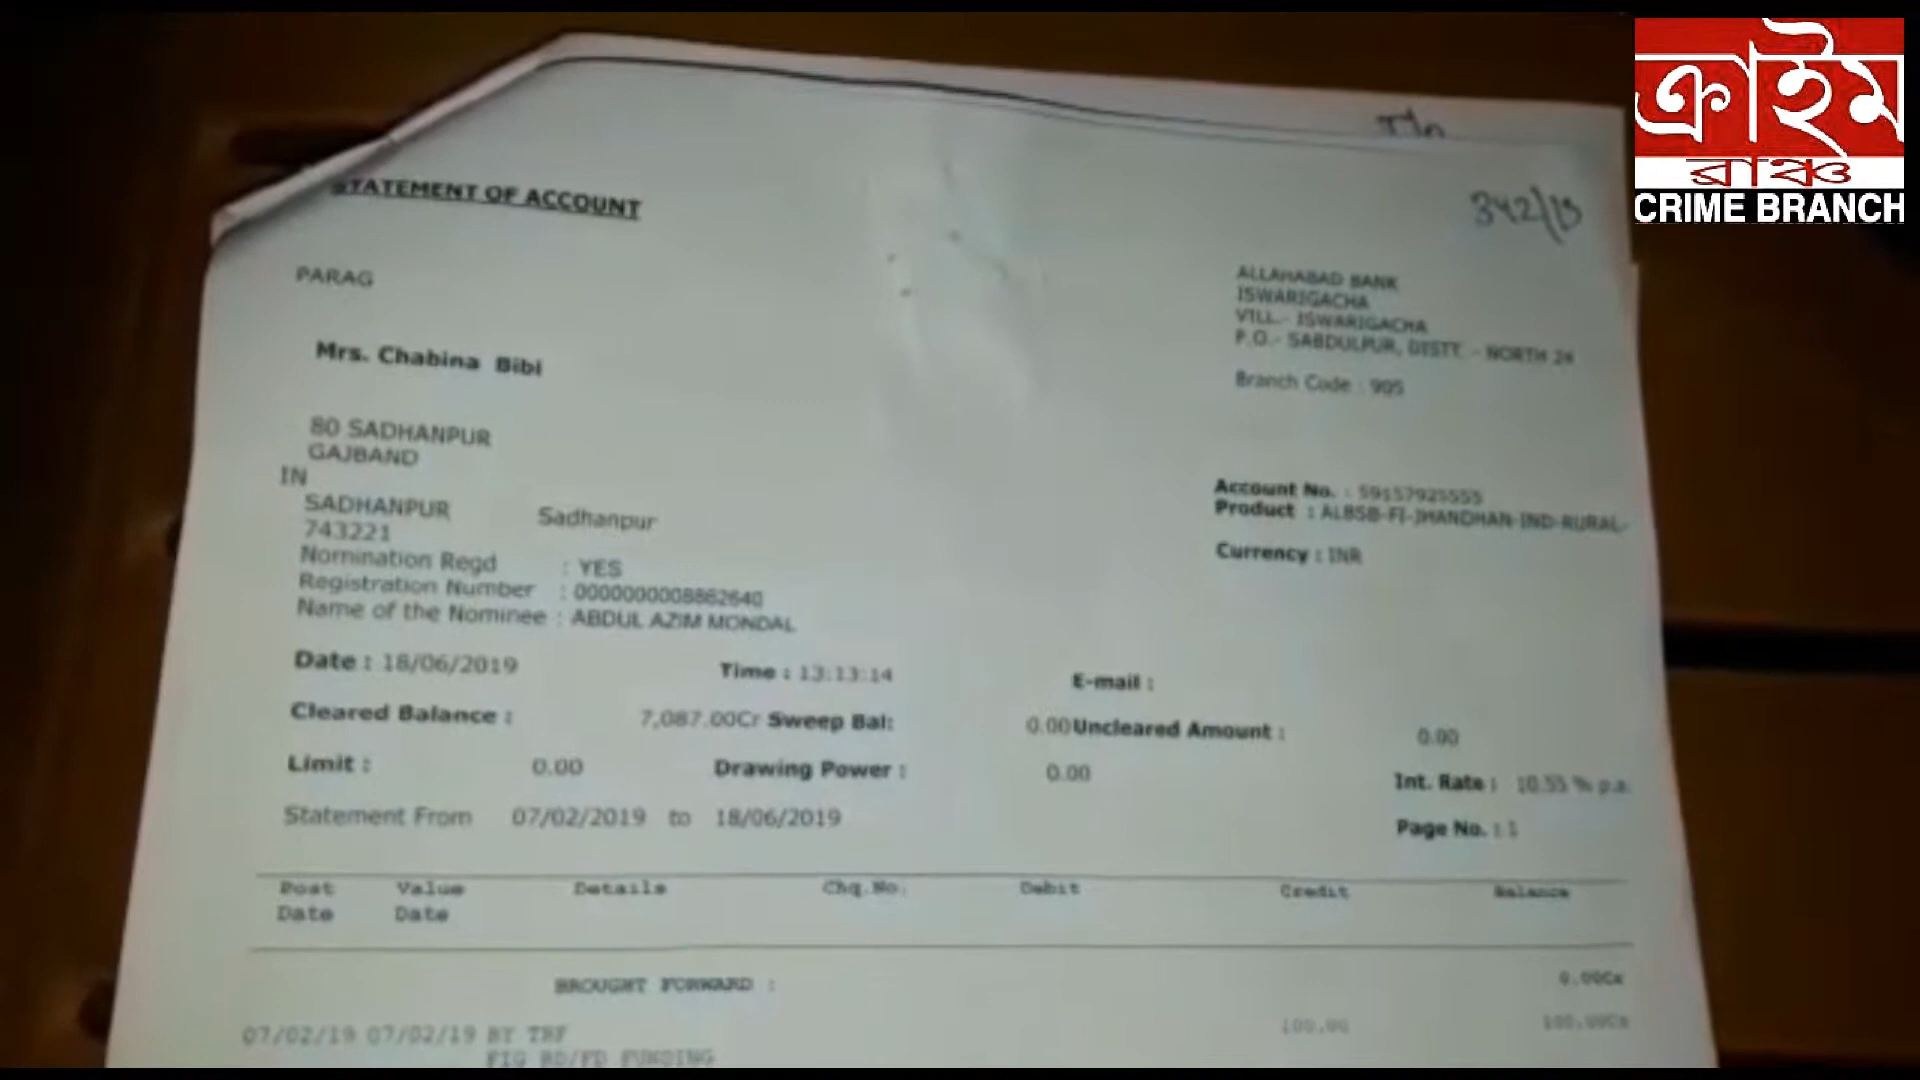 ক্রাইম
ব্রাঞ্চ
CRIME BRANCH
342/13
STATEMENT OF ACCOUNT
PARAG
Mrs. Chabina Bibi
80 SADHANPUR
GAJBAND
IN
SADHANPUR Sadhanpur
743221
Nomination Regd : YES
Registration Number : 0000000008862640
Name of the Nominee : ABDUL AZIM MONDAL
ALLAHABAD BANK
ISWARIGACHA
VILL.- ISWARIGACHA
P.O.- SABDULPUR, DISTT. - NORTH 24
Branch Code : 905
Account No. : 59157925555
Product : ALBSB-FI-JHANDHAN-IND-RURAL-
Currency : INR
Date : 18/06/2019 Time : 13:13:14 E-mail :
Cleared Balance : 7,087.00Cr Sweep Bal: 0.00 Uncleared Amount : 0.00
Limit : 0.00 Drawing Power : 0.00 Int. Rate : 10.55 % p.a.
Statement From 07/02/2019 to 18/06/2019 Page No. : 1
Post Value Details Chq.No. Debit Credit Balance
Date Date
BROUGHT FORWARD : 0.00Cr
07/02/19 07/02/19 BY TRF 100.00 100.00Cr
FIG RD/FD FUNDING